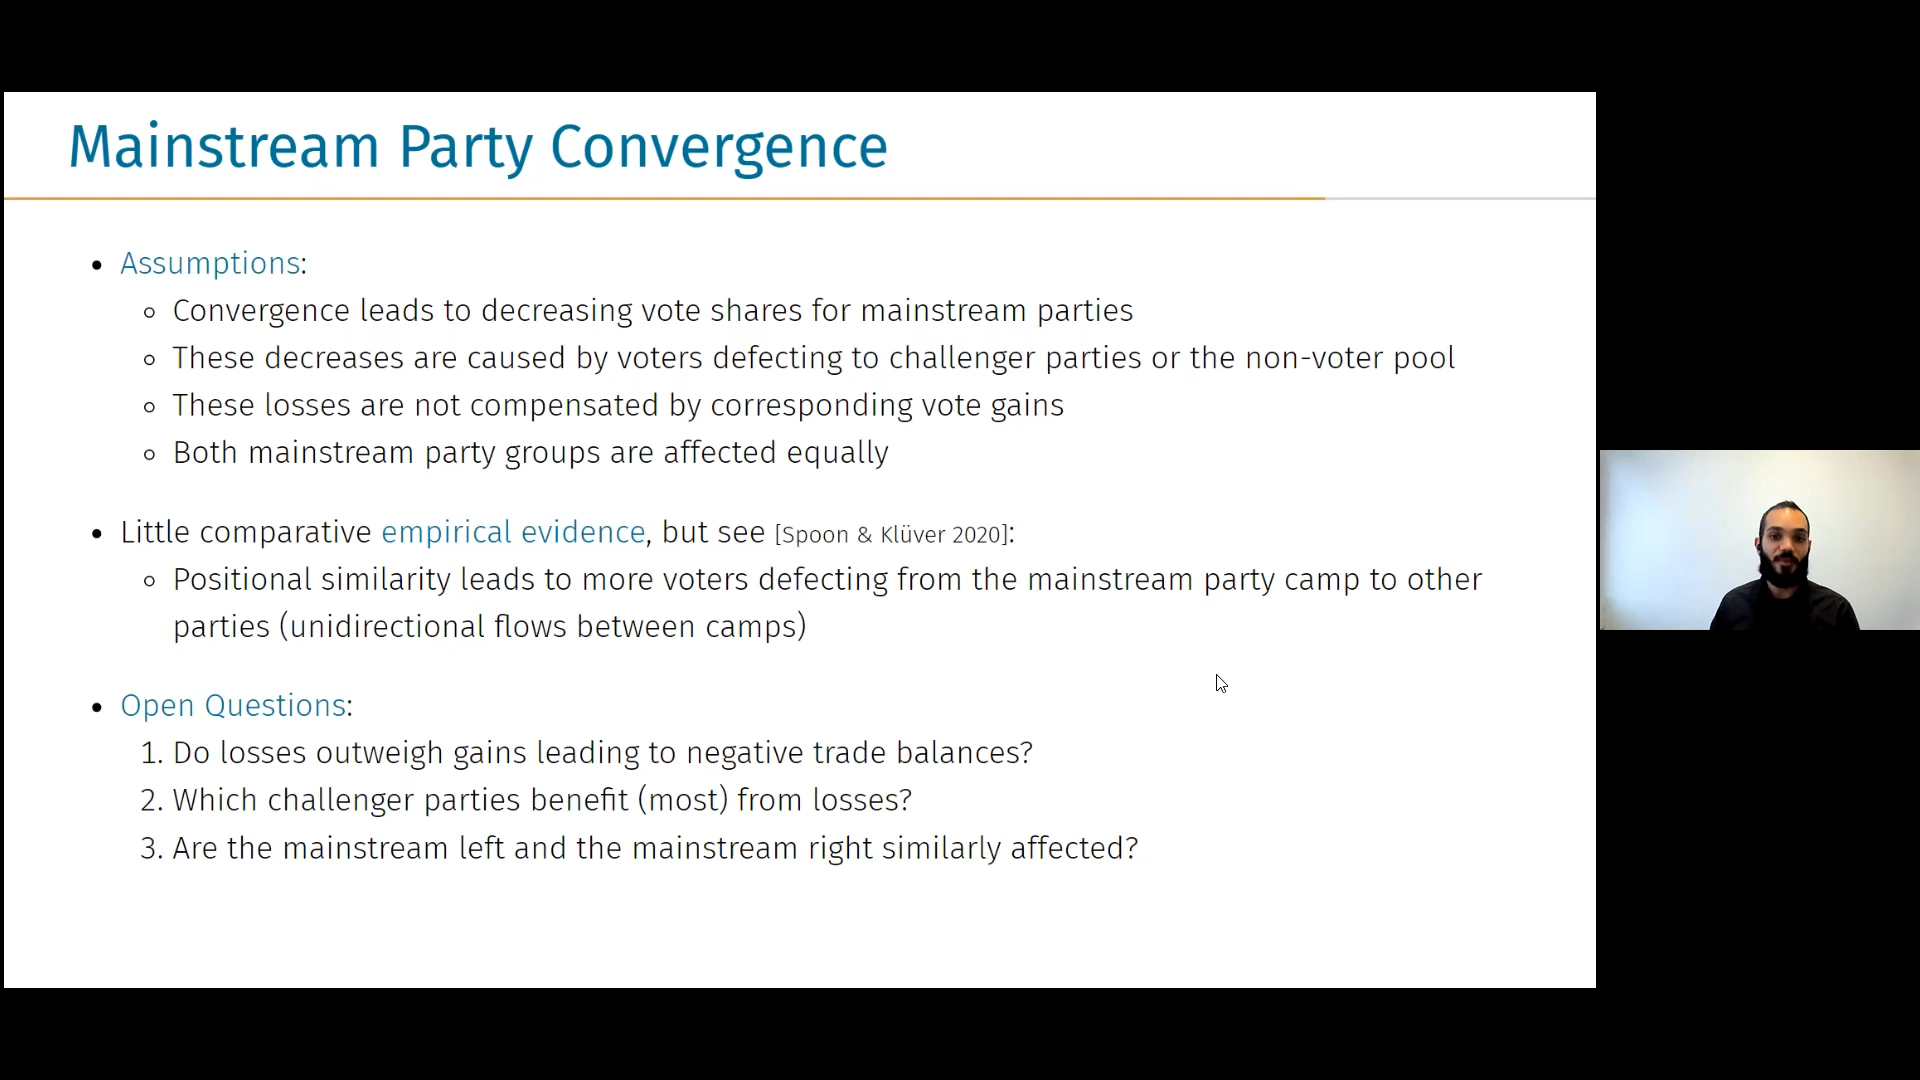 Mainstream Party Convergence
• Assumptions:
◦ Convergence leads to decreasing vote shares for mainstream parties
◦ These decreases are caused by voters defecting to challenger parties or the non-voter pool
◦ These losses are not compensated by corresponding vote gains
◦ Both mainstream party groups are affected equally
• Little comparative empirical evidence, but see [Spoon & Klüver 2020]:
◦ Positional similarity leads to more voters defecting from the mainstream party camp to other
parties (unidirectional flows between camps)
• Open Questions:
1. Do losses outweigh gains leading to negative trade balances?
2. Which challenger parties benefit (most) from losses?
3. Are the mainstream left and the mainstream right similarly affected?